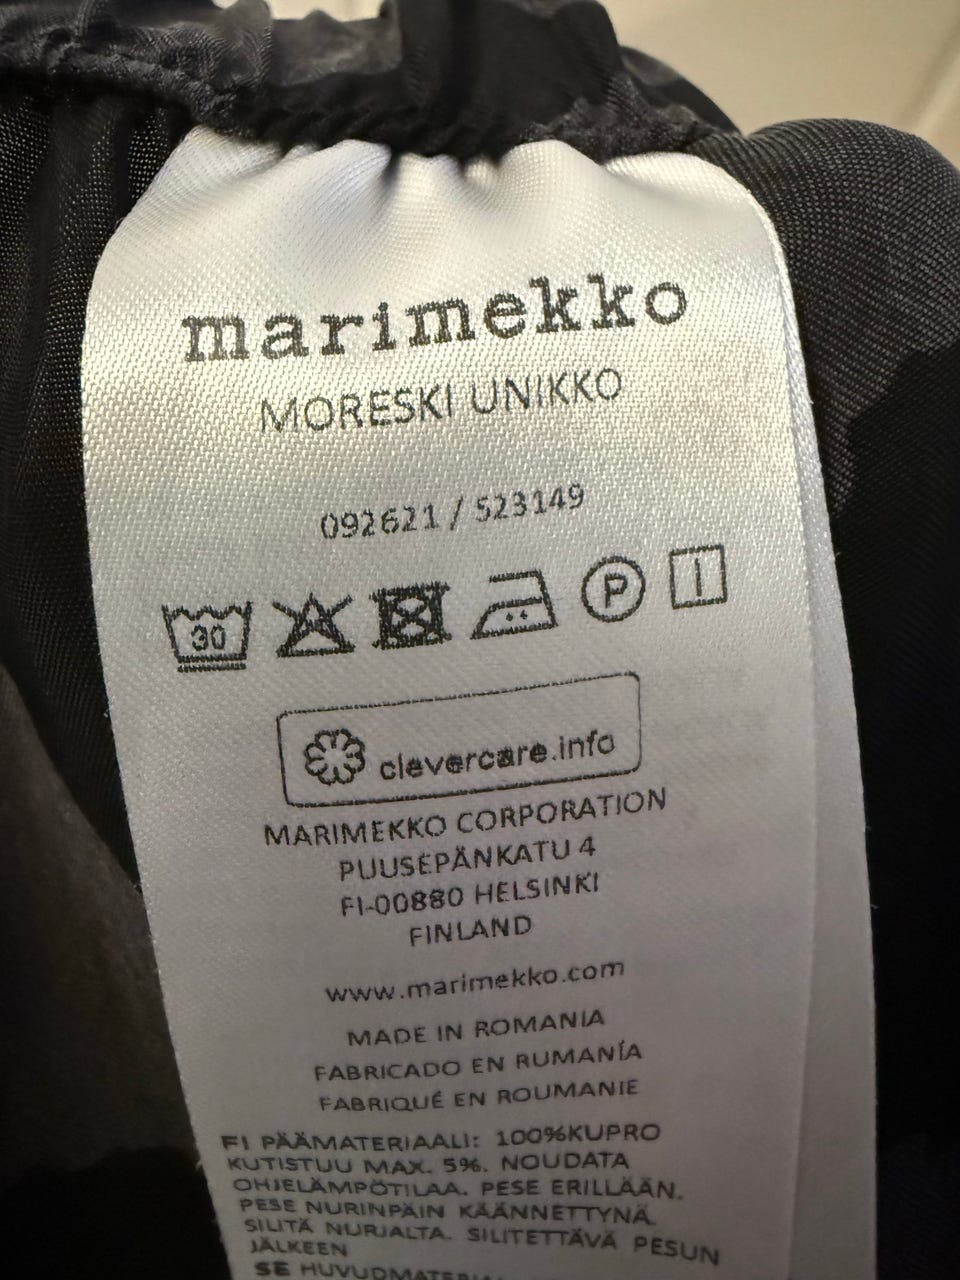 marimekko
MORESKI UNIKKO
092621 / 523149
30
P
clevercare.info
MARIMEKKO CORPORATION
PUUSEPÄNKATU 4
FI-00880 HELSINKI
FINLAND
www.marimekko.com
MADE IN ROMANIA
FABRICADO EN RUMANÍA
FABRIQUÉ EN ROUMANIE
FI PÄÄMATERIAALI: 100%KUPRO
KUTISTUU MAX. 5%. NOUDATA
OHJELÄMPÖTILAA. PESE ERILLÄÄN.
PESE NURINPÄIN KÄÄNNETTYNÄ.
SILITÄ NURJALTA. SILITETTÄVÄ PESUN
JÄLKEEN
SE